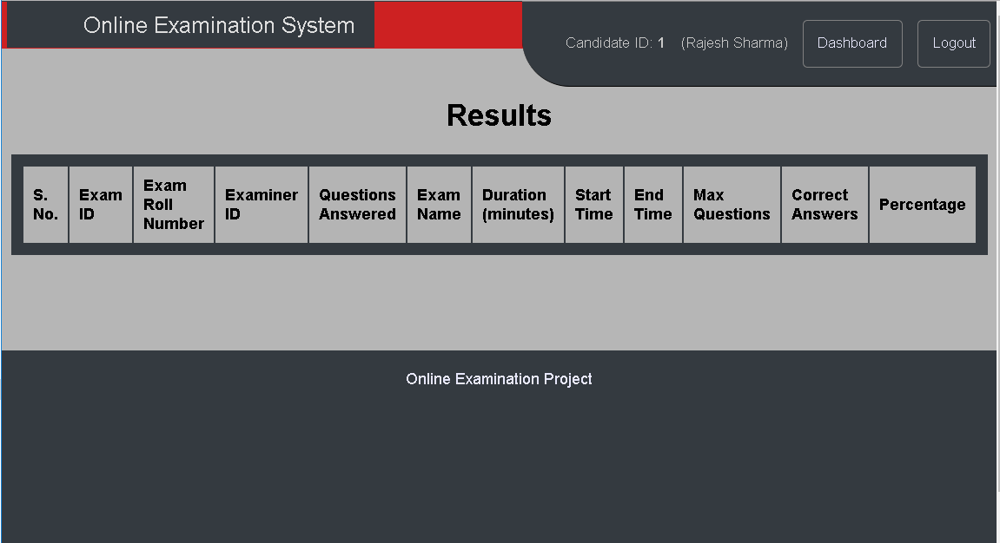 Online Examination System
Candidate ID: 1 (Rajesh Sharma)
Dashboard
Logout
Results
S.
No.
Exam
ID
Exam
Roll
Number
Examiner
ID
Questions
Answered
Exam
Name
Duration
(minutes)
Start
Time
End
Time
Max
Questions
Correct
Answers
Percentage
Online Examination Project